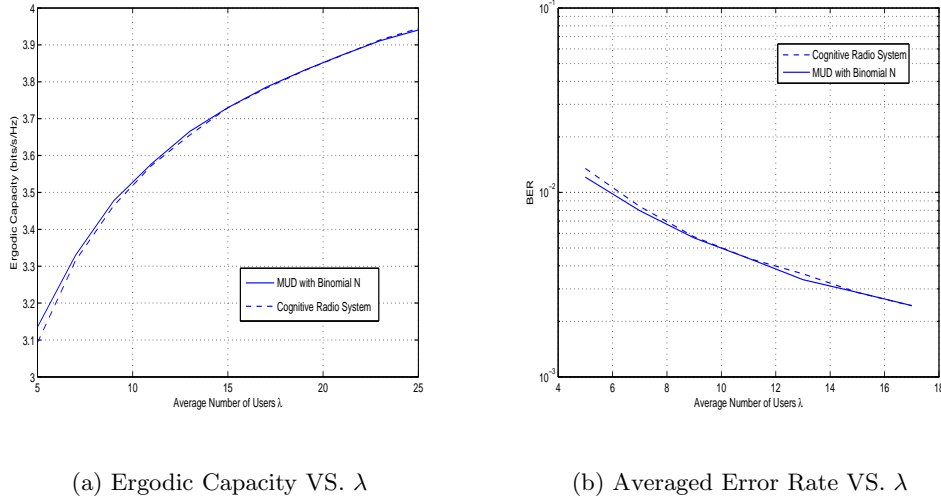 4
3.9
3.8
3.7
3.6
3.5
3.4
3.3
3.2
3.1
3
5
10
15
20
25
Ergodic Capacity (bits/s/Hz)
Average Number of Users λ
MUD with Binomial N
Cognitive Radio System
(a) Ergodic Capacity VS. λ
10^-1
10^-2
10^-3
4
6
8
10
12
14
16
18
BER
Average Number of Users λ
Cognitive Radio System
MUD with Binomial N
(b) Averaged Error Rate VS. λ